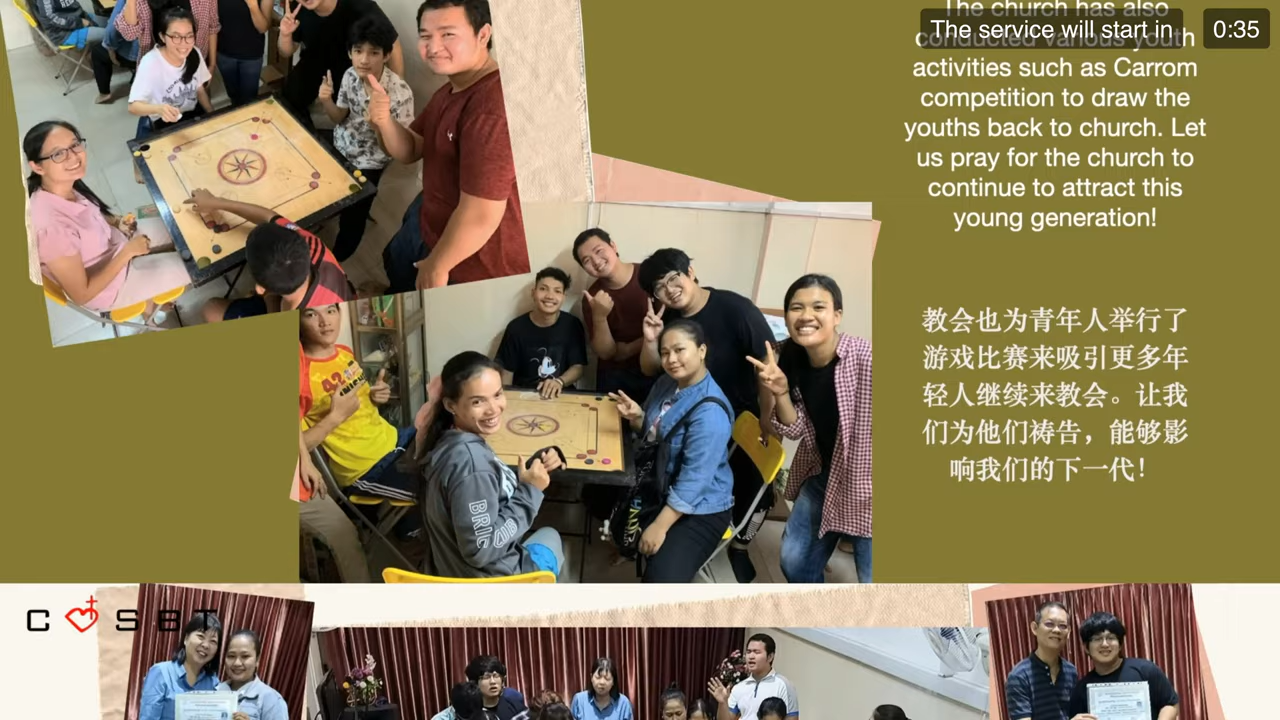 The church has also
The service will start in
0:35
conducted various youth
activities such as Carrom
competition to draw the
youths back to church. Let
us pray for the church to
continue to attract this
young generation!
教会也为青年人举行了
游戏比赛来吸引更多年
轻人继续来教会。让我
们为他们祷告，能够影
响我们的下一代！
BRIC
C S B T